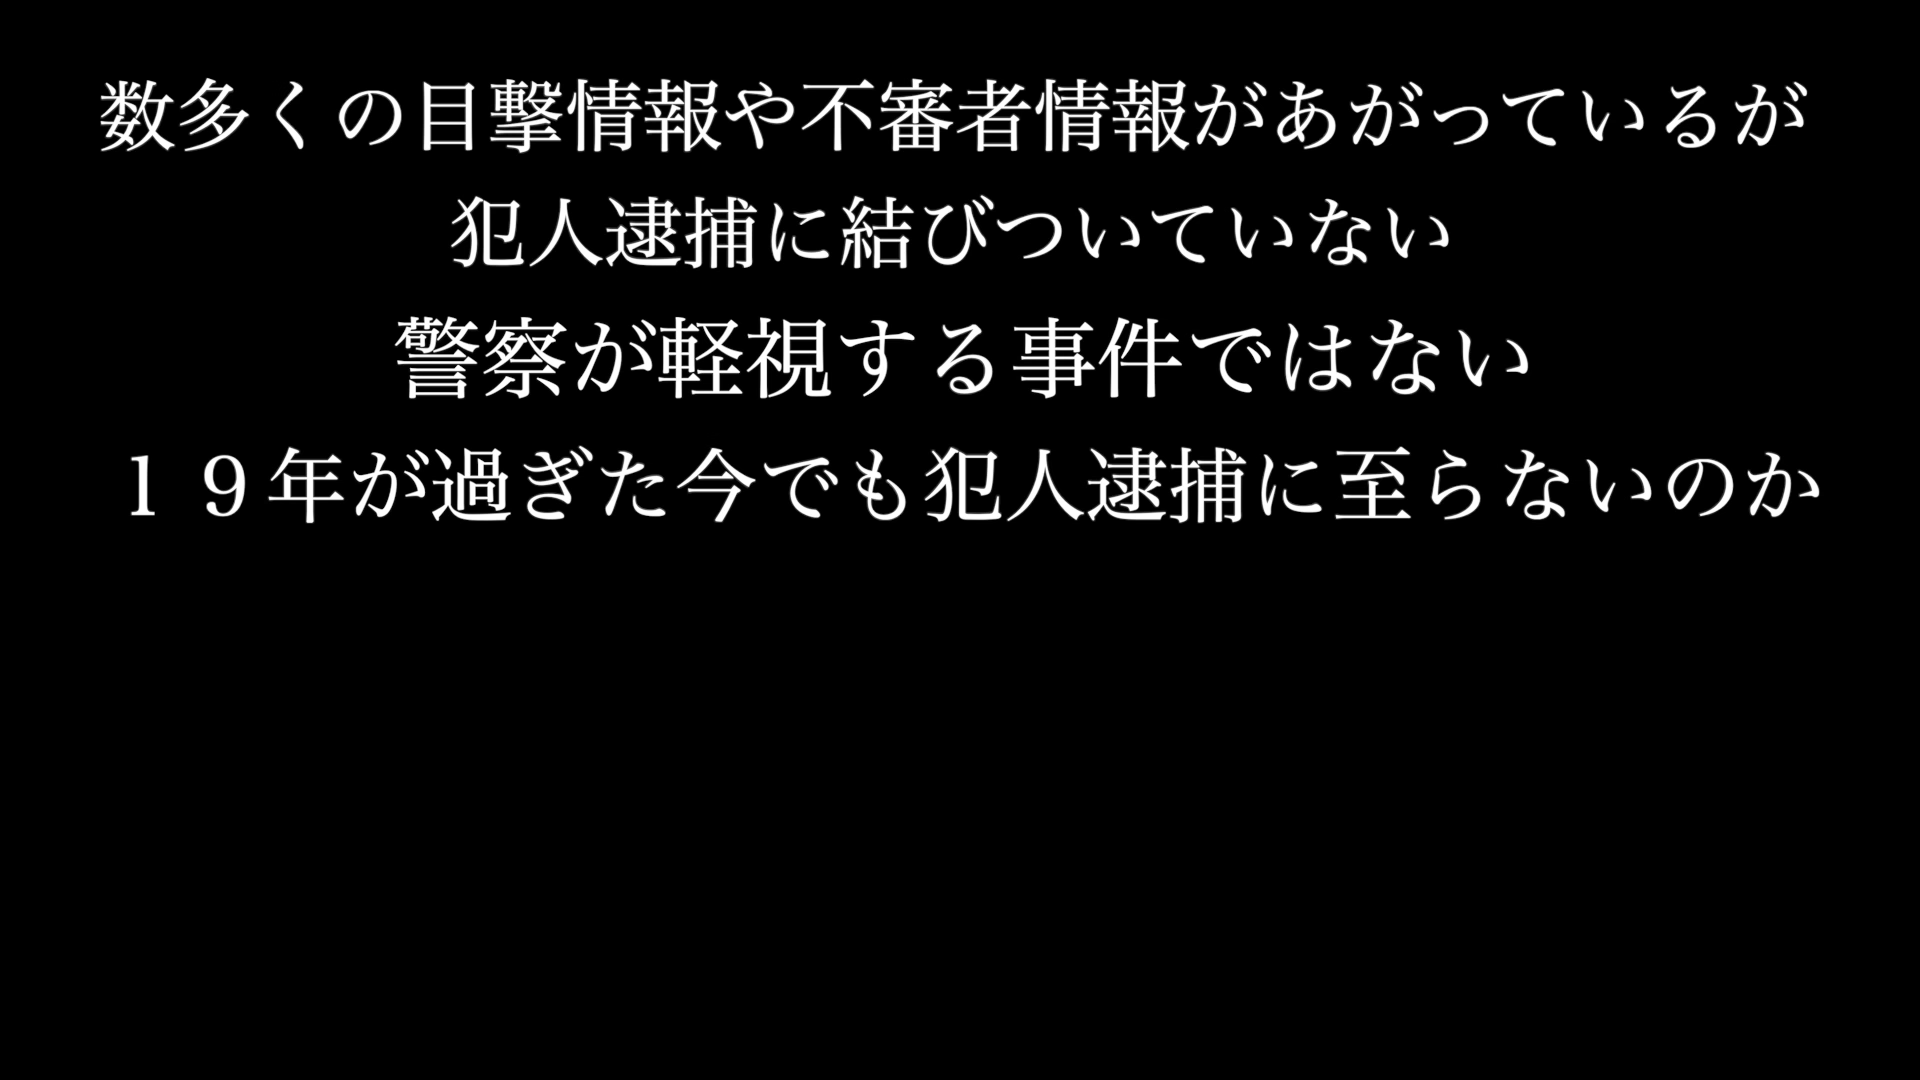 数多くの目撃情報や不審者情報があがっているが
犯人逮捕に結びついていない
警察が軽視する事件ではない
１９年が過ぎた今でも犯人逮捕に至らないのか